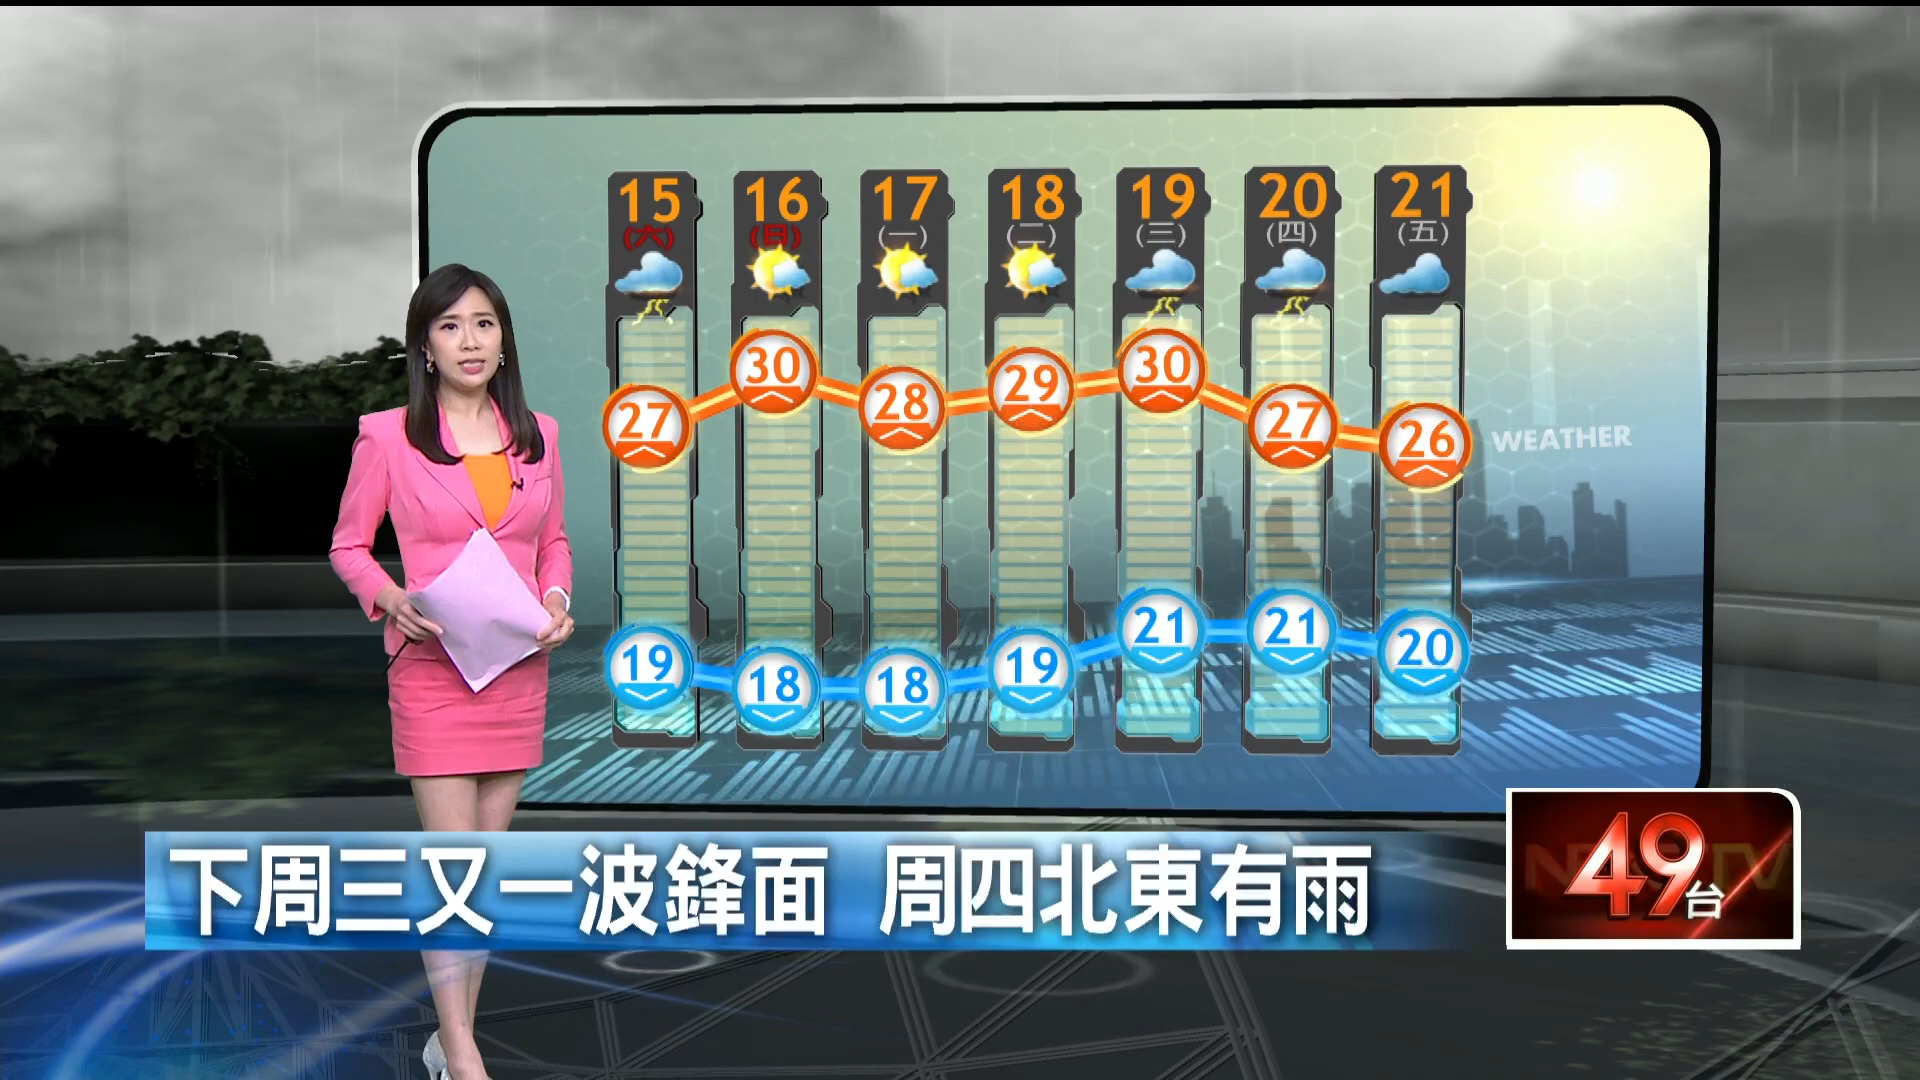 15 16 17 18 19 20 21
(六) (日) (一) (二) (三) (四) (五)
27 30 28 29 30 27 26
WEATHER
19 18 18 19 21 21 20
下周三又一波鋒面 周四北東有雨
49台